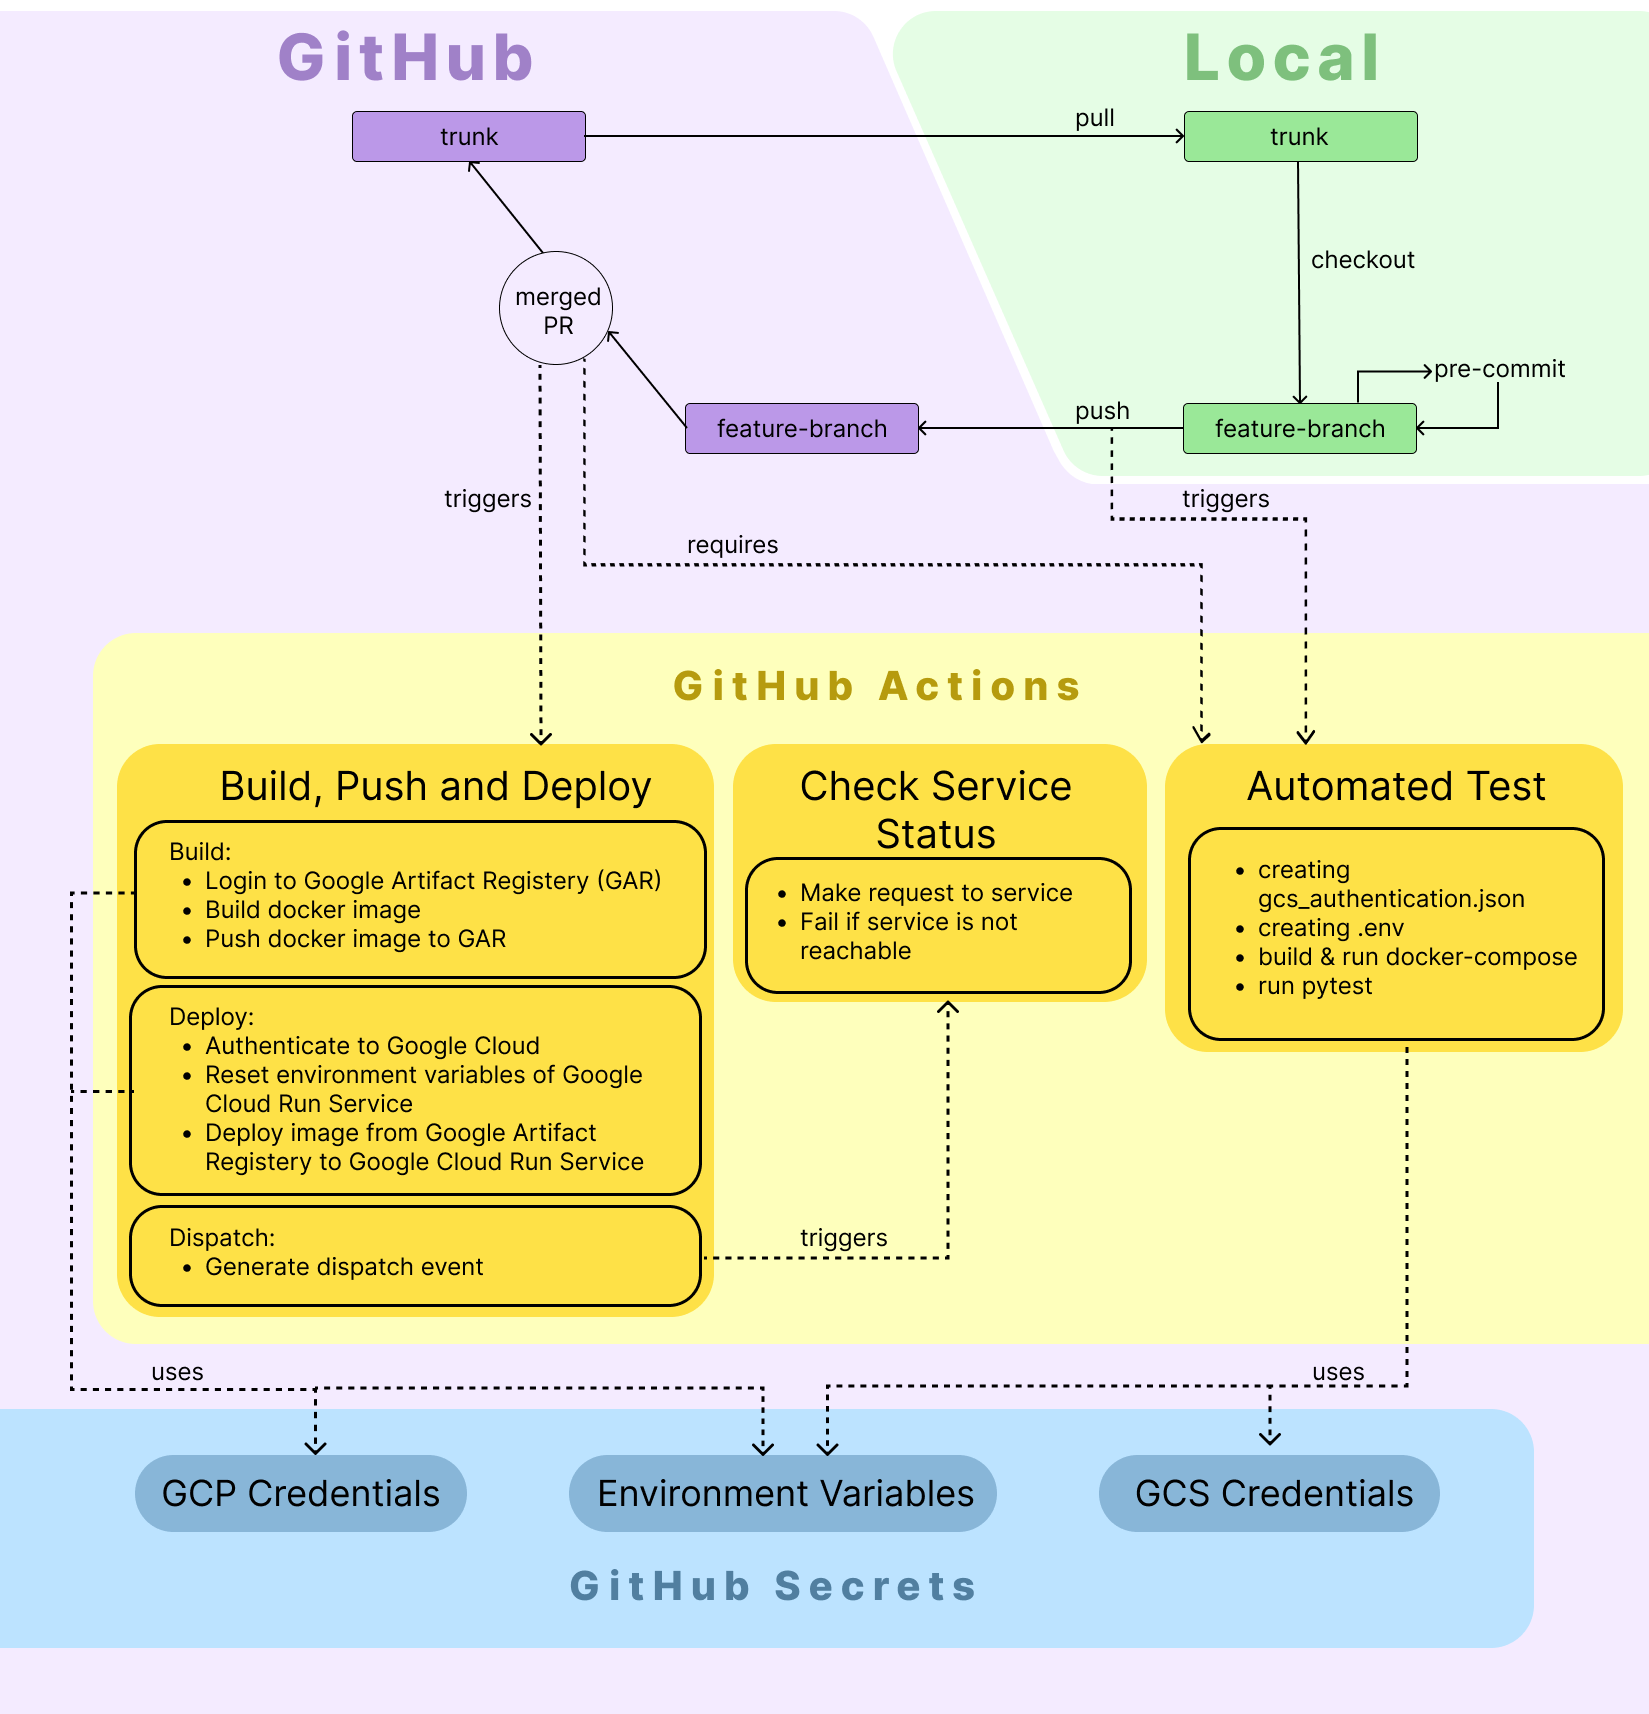 GitHub
Local
trunk
pull
trunk
checkout
merged
PR
pre-commit
feature-branch
push
feature-branch
triggers
triggers
requires
GitHub Actions
Build, Push and Deploy
Build:
• Login to Google Artifact Registery (GAR)
• Build docker image
• Push docker image to GAR
Deploy:
• Authenticate to Google Cloud
• Reset environment variables of Google
Cloud Run Service
• Deploy image from Google Artifact
Registery to Google Cloud Run Service
Dispatch:
• Generate dispatch event
triggers
Check Service
Status
• Make request to service
• Fail if service is not
reachable
Automated Test
• creating
gcs_authentication.json
• creating .env
• build & run docker-compose
• run pytest
uses
uses
GCP Credentials
Environment Variables
GCS Credentials
GitHub Secrets